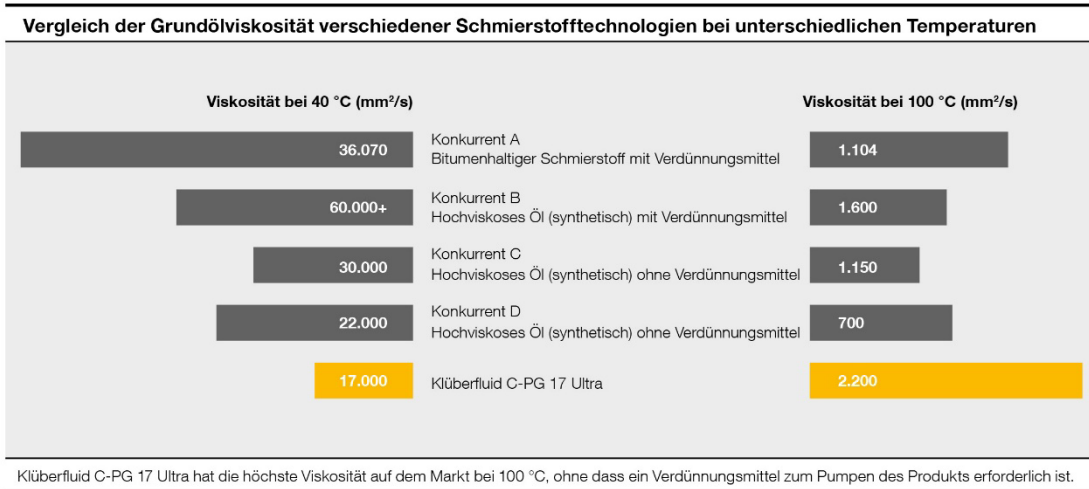 Vergleich der Grundölviskosität verschiedener Schmierstofftechnologien bei unterschiedlichen Temperaturen
Viskosität bei 40 °C (mm²/s)
Viskosität bei 100 °C (mm²/s)
36.070
Konkurrent A
Bitumenhaltiger Schmierstoff mit Verdünnungsmittel
1.104
60.000+
Konkurrent B
Hochviskoses Öl (synthetisch) mit Verdünnungsmittel
1.600
30.000
Konkurrent C
Hochviskoses Öl (synthetisch) ohne Verdünnungsmittel
1.150
22.000
Konkurrent D
Hochviskoses Öl (synthetisch) ohne Verdünnungsmittel
700
17.000
Klüberfluid C-PG 17 Ultra
2.200
Klüberfluid C-PG 17 Ultra hat die höchste Viskosität auf dem Markt bei 100 °C, ohne dass ein Verdünnungsmittel zum Pumpen des Produkts erforderlich ist.